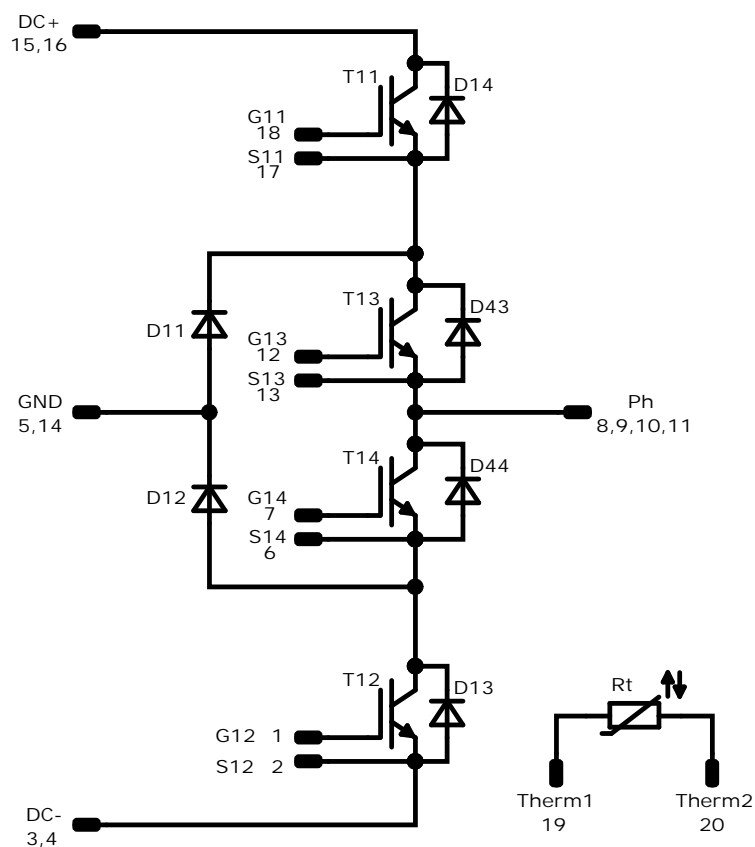 DC+
15,16
T11
D14
G11
18
S11
17
T13
D43
D11
G13
12
S13
13
GND
5,14
Ph
8,9,10,11
T14
D44
D12
G14
7
S14
6
T12
D13
Rt
G12 1
S12 2
Therm1
19
Therm2
20
DC-
3,4